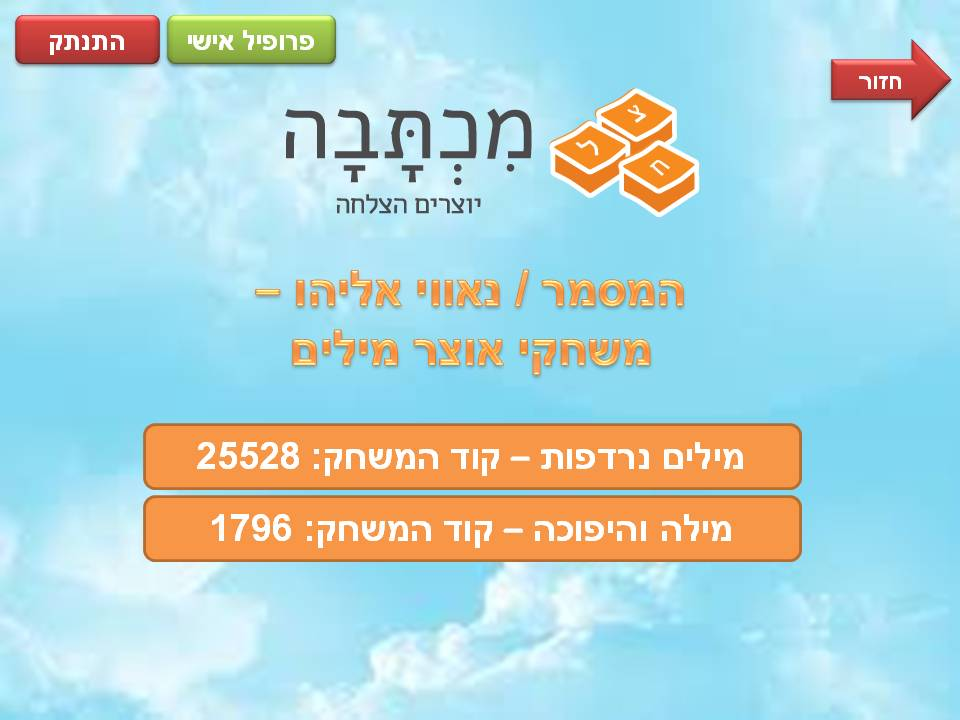 התנתק
פרופיל אישי
חזור
צ
ל
ח
מִכְתָּבָה
יוצרים הצלחה
המסמר / נאווי אליהו –
משחקי אוצר מילים
מילים נרדפות – קוד המשחק: 25528
מילה והיפוכה – קוד המשחק: 1796